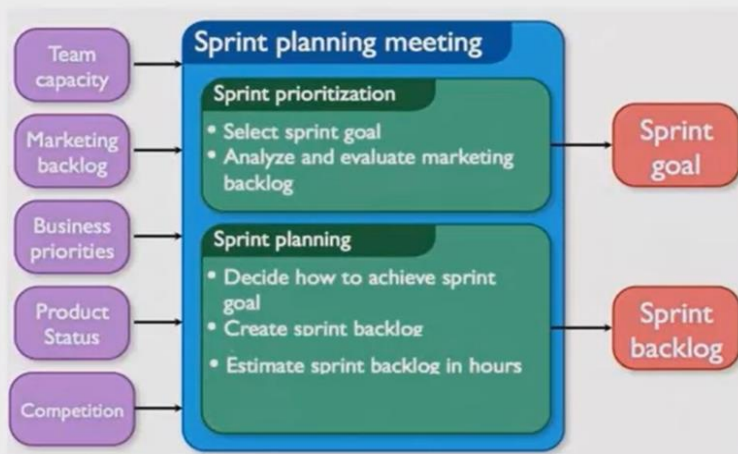 Team
capacity
Marketing
backlog
Business
priorities
Product
Status
Competition
Sprint planning meeting
Sprint prioritization
• Select sprint goal
• Analyze and evaluate marketing
backlog
Sprint planning
• Decide how to achieve sprint
goal
• Create sprint backlog
• Estimate sprint backlog in hours
Sprint
goal
Sprint
backlog